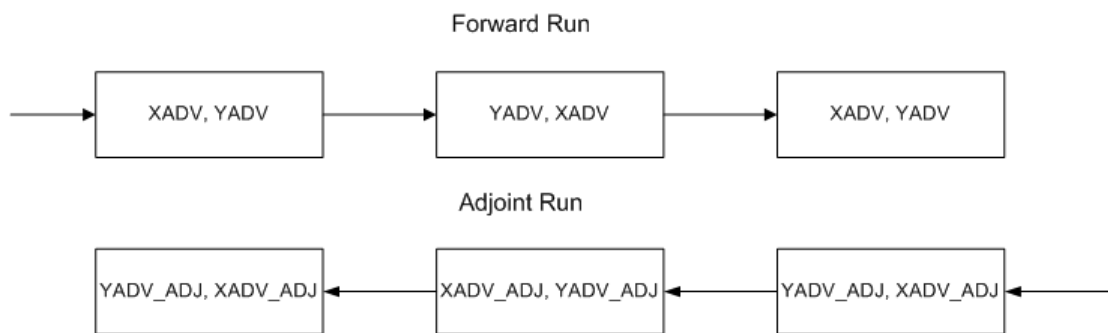 Forward Run
XADV, YADV
YADV, XADV
XADV, YADV
Adjoint Run
YADV_ADJ, XADV_ADJ
XADV_ADJ, YADV_ADJ
YADV_ADJ, XADV_ADJ